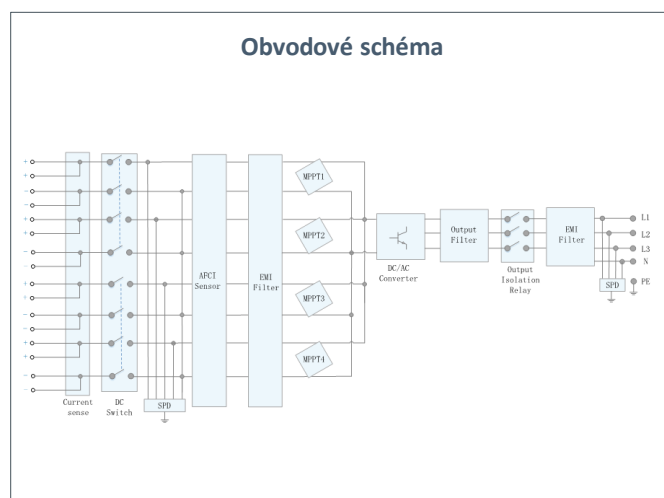 Obvodové schéma
+
+
−
−
+
+
−
−
+
+
−
−
+
+
−
−
Current
sense
DC
Switch
SPD
AFCI
Sensor
EMI
Filter
MPPT1
MPPT2
MPPT3
MPPT4
DC/AC
Converter
Output
Filter
Output
Isolation
Relay
EMI
Filter
SPD
L1
L2
L3
N
PE